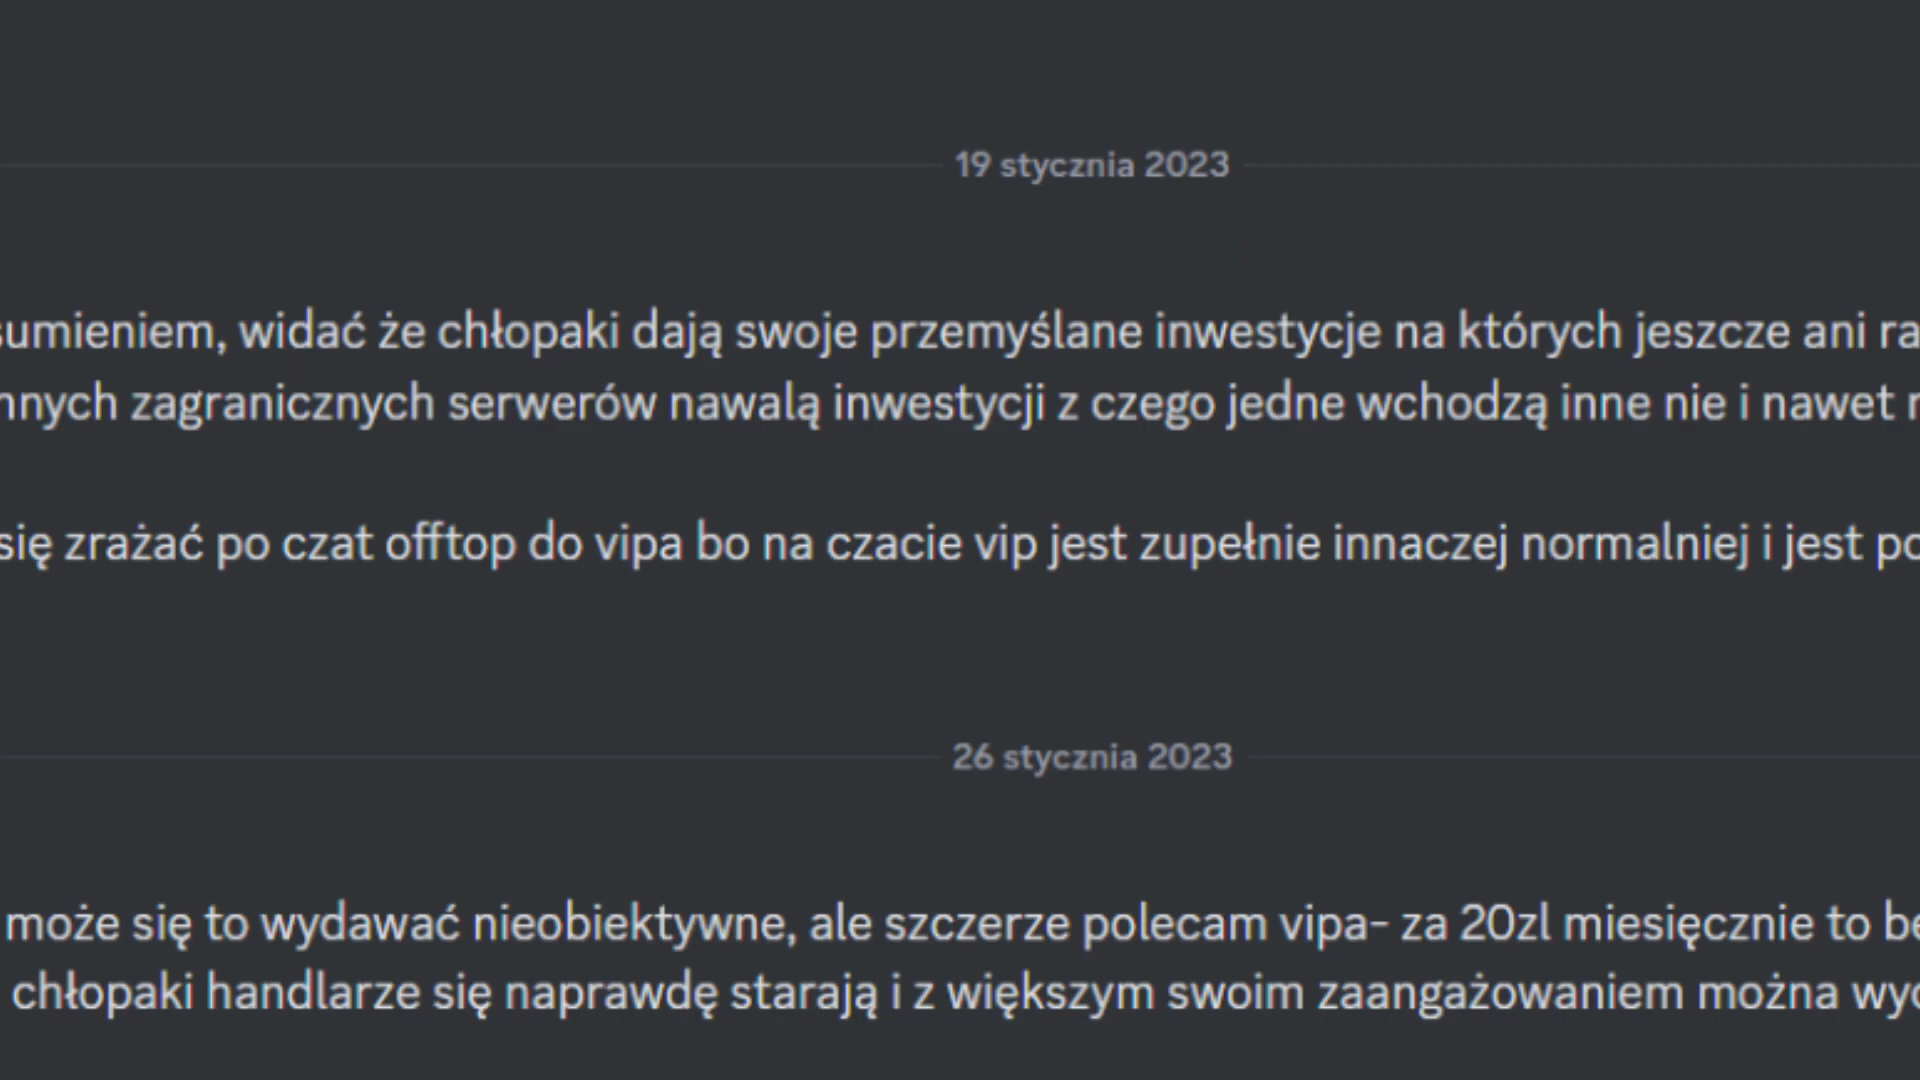 19 stycznia 2023
sumieniem, widać że chłopaki dają swoje przemyślane inwestycje na których jeszcze ani
zagranicznych serwerów nawalą inwestycji z czego jedne wchodzą inne nie i nawet
się zrażać po czat offtop do vipa bo na czacie vip jest zupełnie innaczej normalniej i jest
26 stycznia 2023
może się to wydawać nieobiektywne, ale szczerze polecam vipa- za 20zl miesięcznie to
chłopaki handlarze się naprawdę starają i z większym swoim zaangażowaniem można